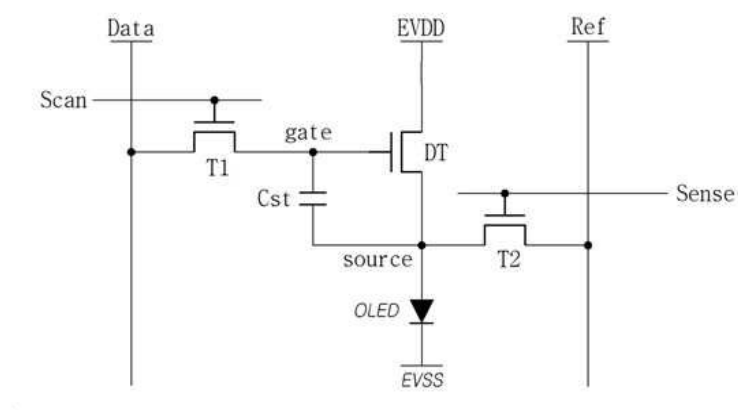 Data
EVDD
Ref
Scan
gate
DT
T1
Cst
Sense
source
T2
OLED
EVSS